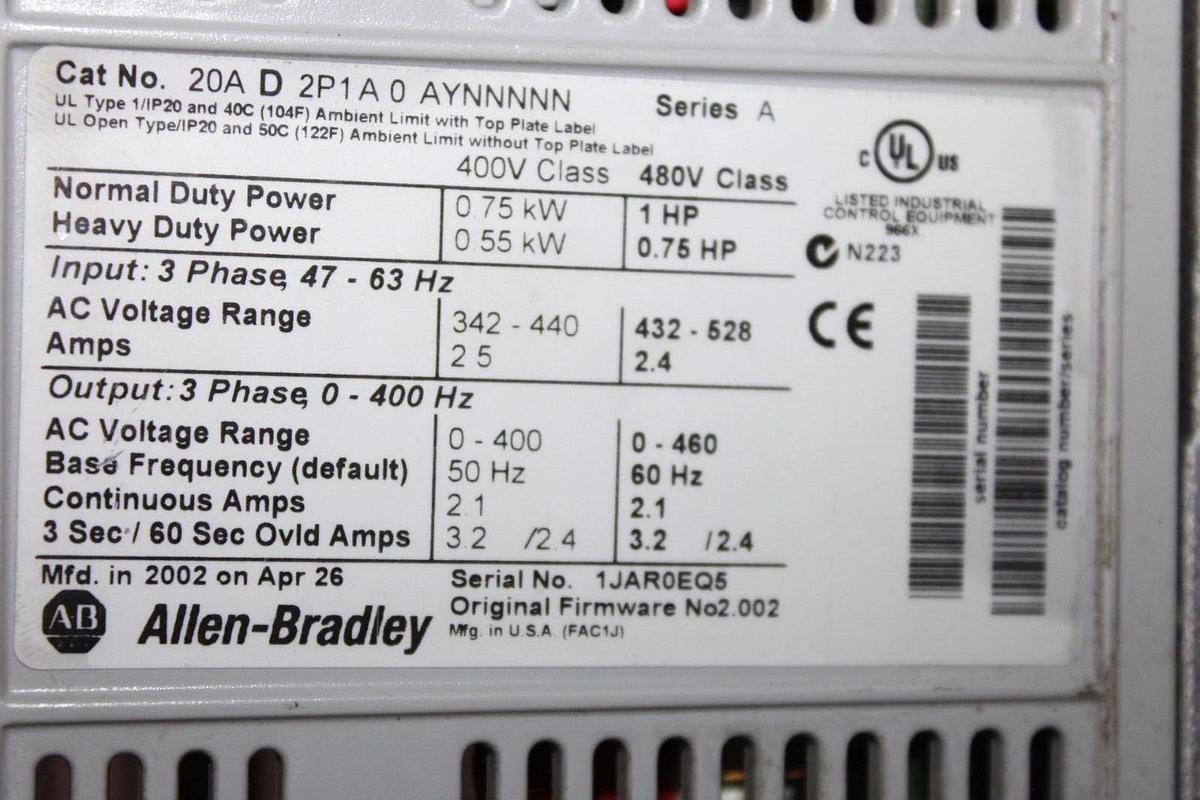 Cat No. 20A D 2P1A 0 AYNNNNN Series A
UL Type 1/IP20 and 40C (104F) Ambient Limit with Top Plate Label
UL Open Type/IP20 and 50C (122F) Ambient Limit without Top Plate Label
400V Class 480V Class
Normal Duty Power 0.75 kW 1 HP
Heavy Duty Power 0.55 kW 0.75 HP
Input: 3 Phase, 47 - 63 Hz
AC Voltage Range 342 - 440 432 - 528
Amps 2 5 2.4
Output: 3 Phase, 0 - 400 Hz
AC Voltage Range 0 - 400 0 - 460
Base Frequency (default) 50 Hz 60 Hz
Continuous Amps 2.1 2.1
3 Sec / 60 Sec Ovld Amps 3.2 /2.4 3.2 /2.4
Mfd. in 2002 on Apr 26 Serial No. 1JAR0EQ5
Original Firmware No2.002
AB Allen-Bradley Mfg. in U.S.A. (FAC1J)
C UL US
LISTED INDUSTRIAL
CONTROL EQUIPMENT
966X
N223
CE
serial number
catalog number/series